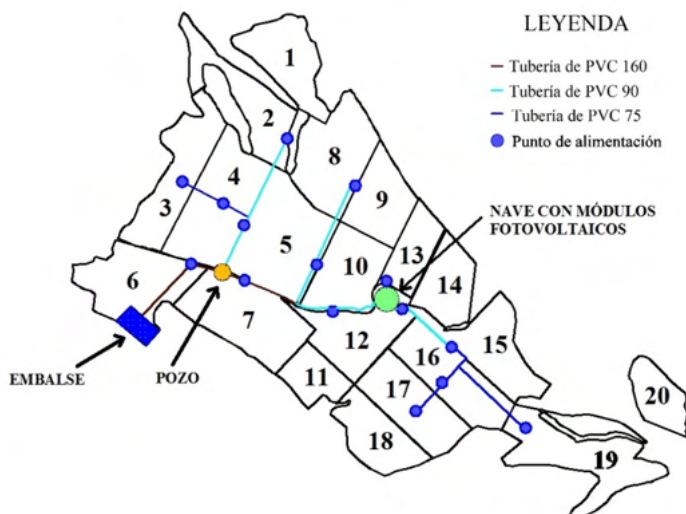 LEYENDA
Tubería de PVC 160
Tubería de PVC 90
Tubería de PVC 75
Punto de alimentación
1
2
8
4
9
3
NAVE CON MÓDULOS
FOTOVOLTAICOS
5
13
10
6
14
7
12
15
16
EMBALSE
POZO
11
17
20
18
19